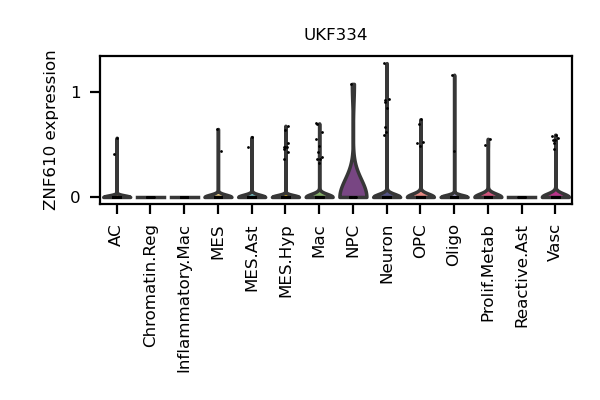 UKF334
ZNF610 expression
1
0
AC
Chromatin.Reg
Inflammatory.Mac
MES
MES.Ast
MES.Hyp
Mac
NPC
Neuron
OPC
Oligo
Prolif.Metab
Reactive.Ast
Vasc